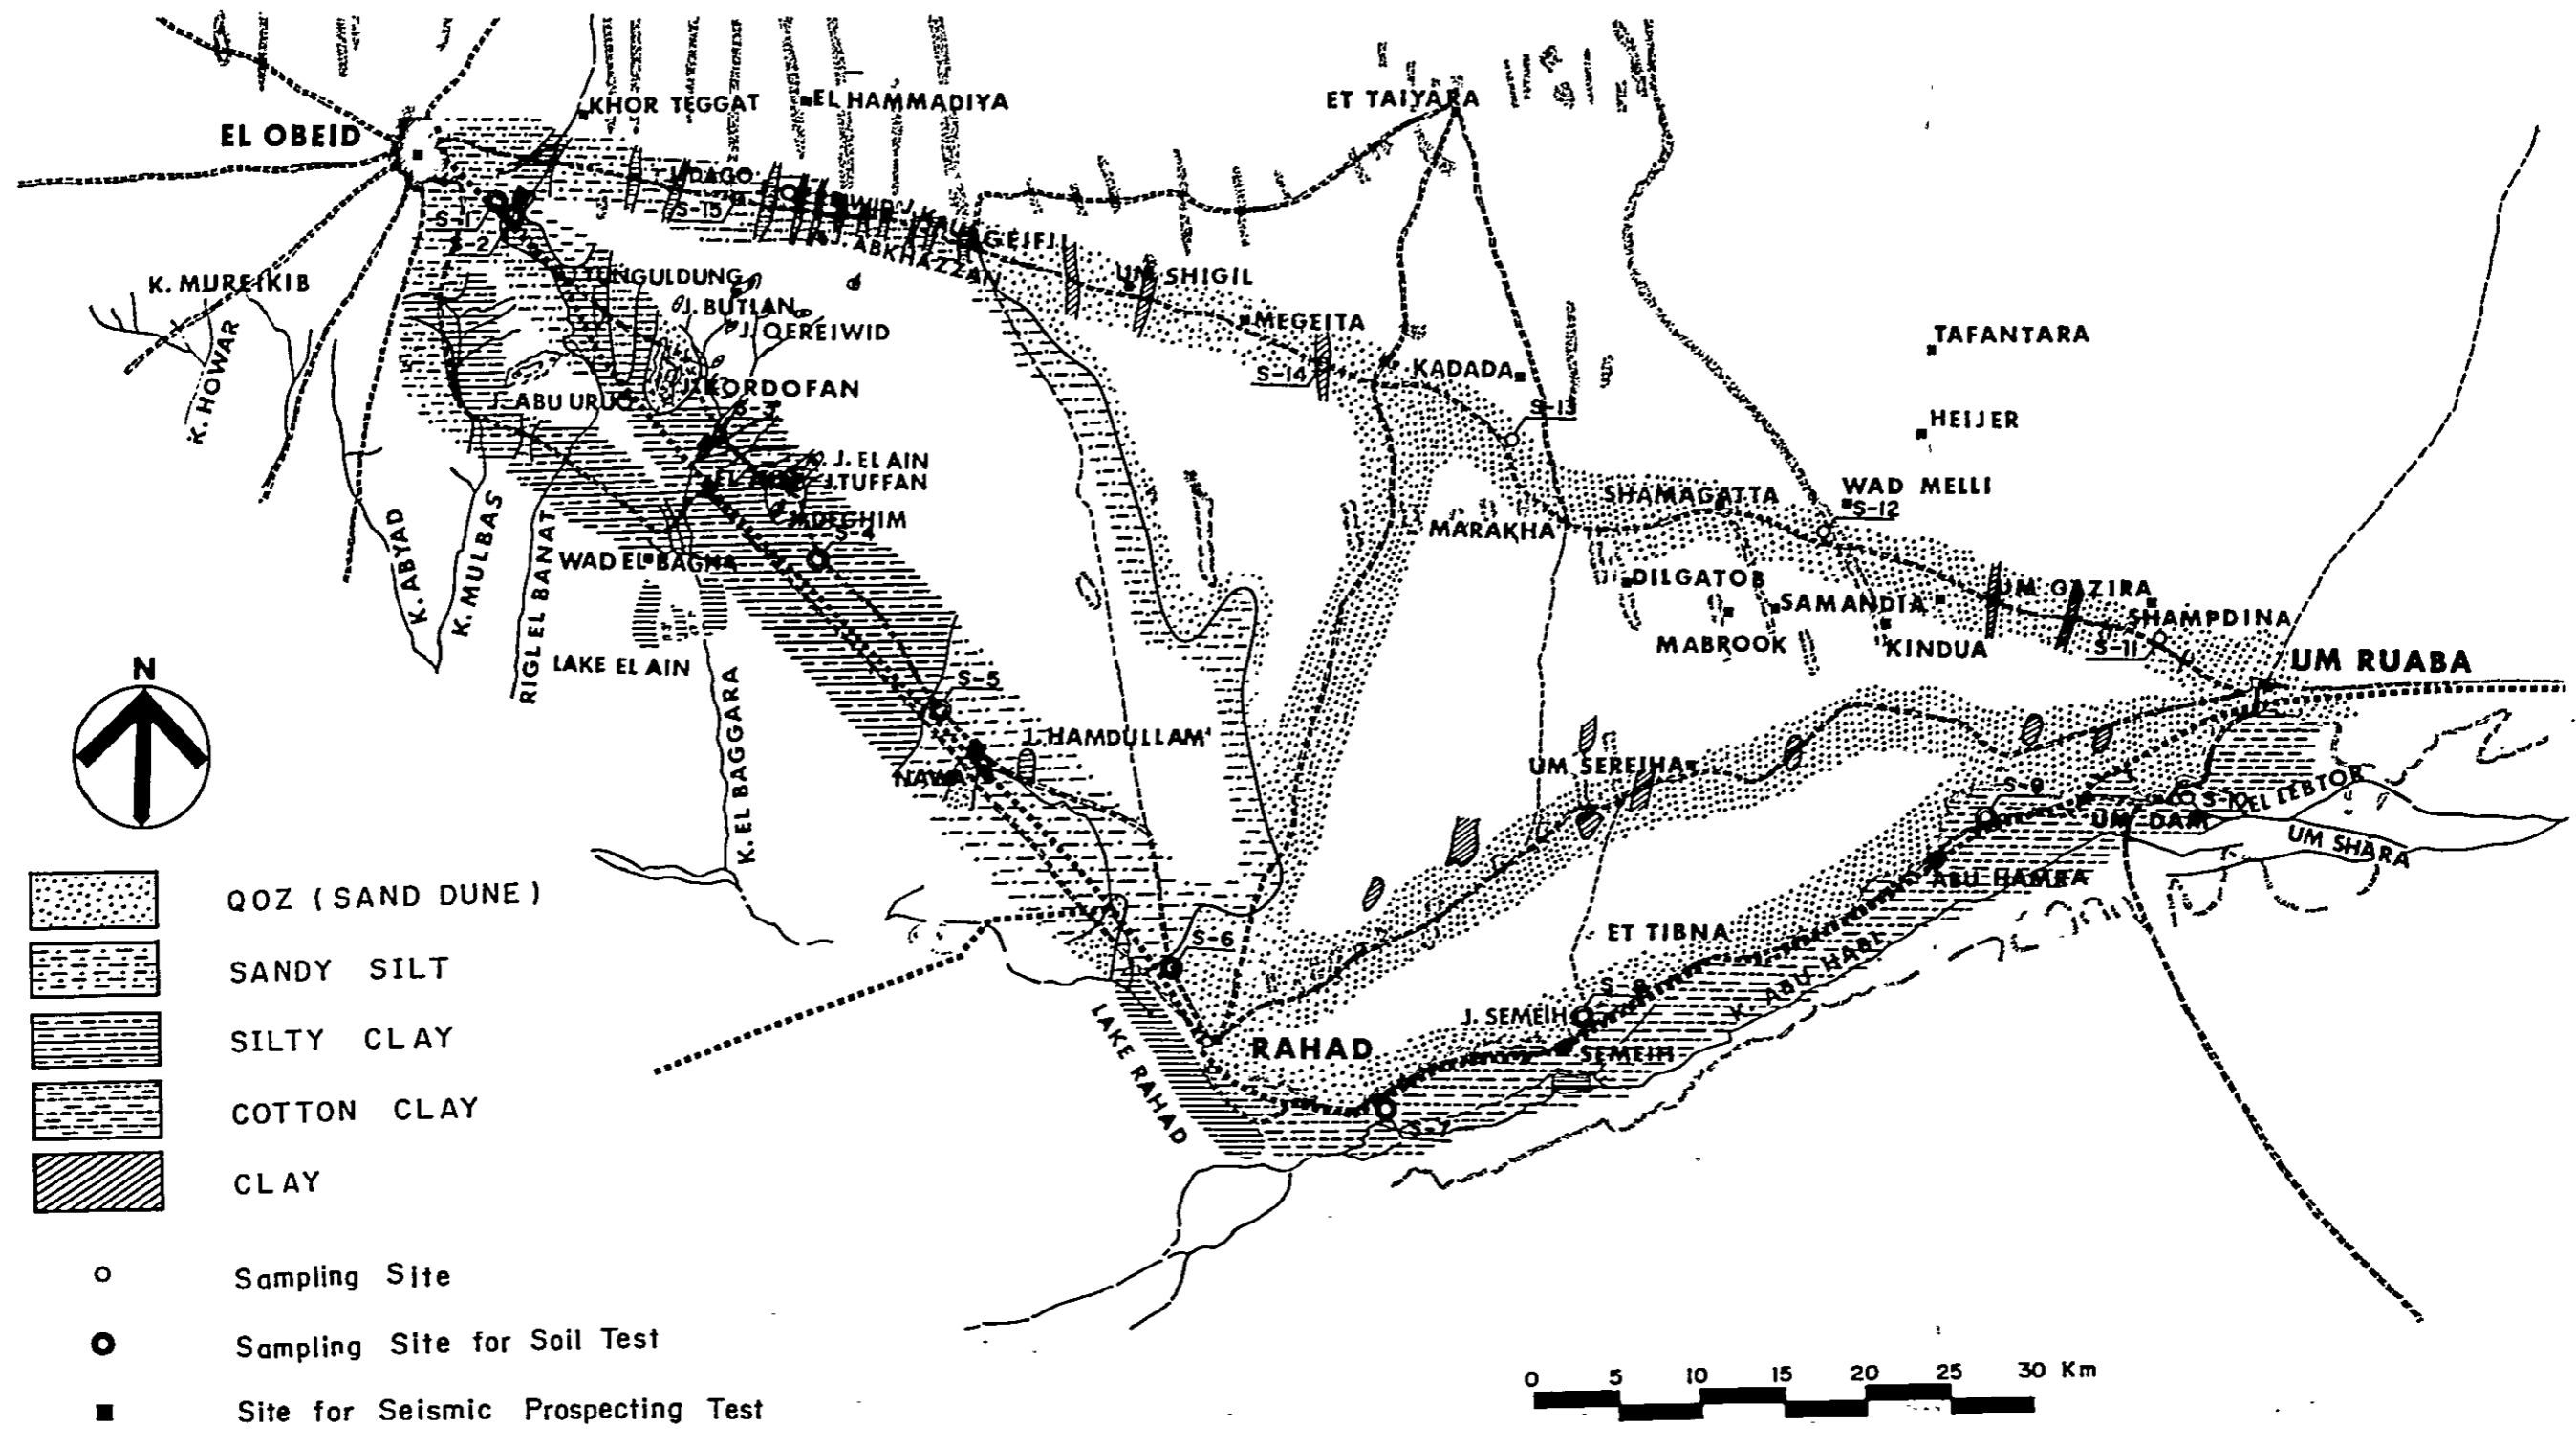 KHOR TEGGAT
EL HAMMADIYA
ET TAIYARA
EL OBEID
S-15
S-1
S-2
GEIFIL
J. ABKHAZZAN
UM SHIGIL
K. MUREIKIB
TUNGULDUNG
J. BUTLAN
J. QEREIWID
MEGEITA
TAFANTARA
K. HOWAR
S-14
KADADA
J. KORDOFAN
J. ABU URUQ
S-13
HEIJER
J. EL AIN
J. TUFFAN
SHAMAGATTA
WAD MELLI
S-12
MARAKHA
S-4
K. ABYAD
K. MULBAS
RIGL EL BANAT
WAD EL BAGHA
DILGATOB
UM GAZIRA
SAMANDIA
SHAMPDINA
MABROOK
KINDUA
S-11
LAKE EL AIN
UM RUABA
N
S-5
K. EL BAGGARA
J. HAMDULLAM
NAWA
UM SEREIHA
S-9
S-10
EL LEBTOR
UM DAM
UM SHARA
ABU HAMRA
QOZ (SAND DUNE)
ET TIBNA
S-6
K. ABU HABL
SANDY SILT
S-8
LAKE RAHAD
J. SEMEIH
SILTY CLAY
RAHAD
SEMEIH
COTTON CLAY
S-7
CLAY
Sampling Site
Sampling Site for Soil Test
0 5 10 15 20 25 30 Km
Site for Seismic Prospecting Test